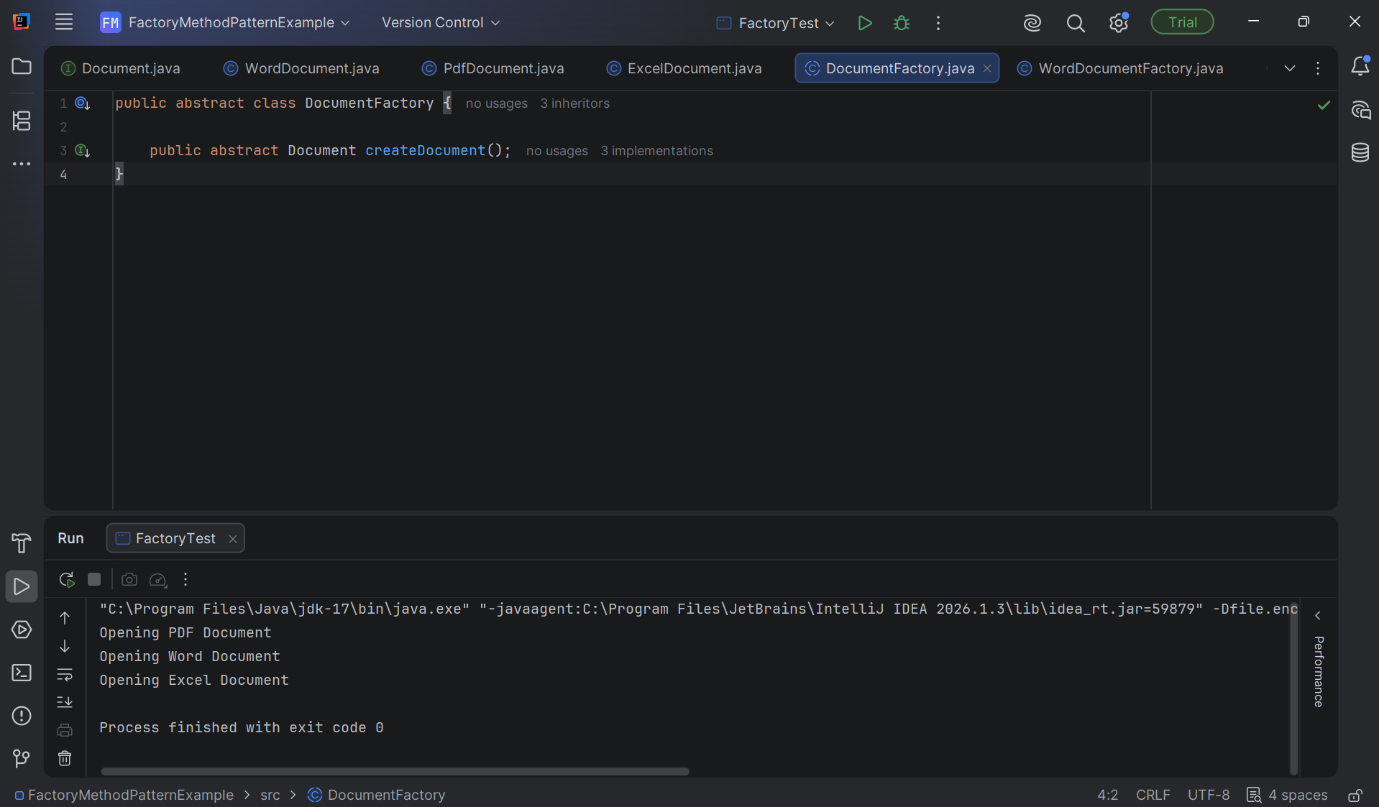 FM FactoryMethodPatternExample Version Control FactoryTest Trial
Document.java WordDocument.java PdfDocument.java ExcelDocument.java DocumentFactory.java WordDocumentFactory.java
1 public abstract class DocumentFactory { no usages 3 inheritors
2
3 public abstract Document createDocument(); no usages 3 implementations
4 }
Run FactoryTest
"C:\Program Files\Java\jdk-17\bin\java.exe" "-javaagent:C:\Program Files\JetBrains\IntelliJ IDEA 2026.1.3\lib\idea_rt.jar=59879" -Dfile.enc
Opening PDF Document
Opening Word Document
Opening Excel Document
Process finished with exit code 0
Performance
FactoryMethodPatternExample > src > DocumentFactory 4:2 CRLF UTF-8 4 spaces